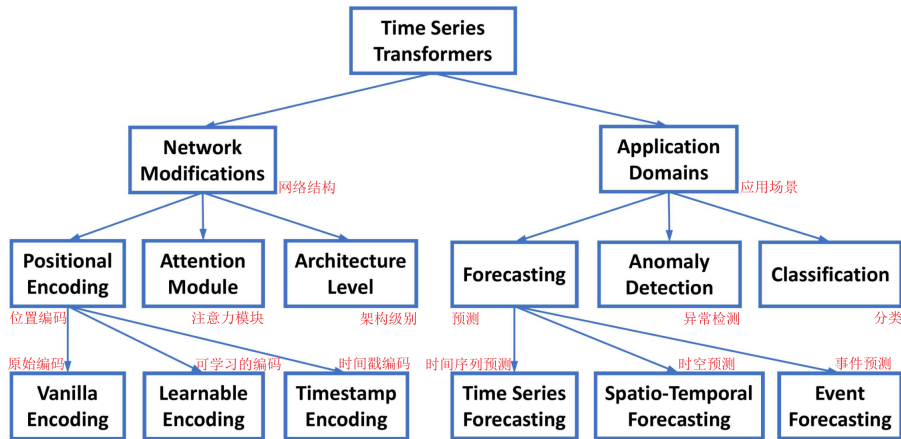 Time Series
Transformers
Network
Modifications
网络结构
Application
Domains
应用场景
Positional
Encoding
位置编码
Attention
Module
注意力模块
Architecture
Level
架构级别
Forecasting
预测
Anomaly
Detection
异常检测
Classification
分类
原始编码
Vanilla
Encoding
可学习的编码
Learnable
Encoding
时间戳编码
Timestamp
Encoding
时间序列预测
Time Series
Forecasting
时空预测
Spatio-Temporal
Forecasting
事件预测
Event
Forecasting